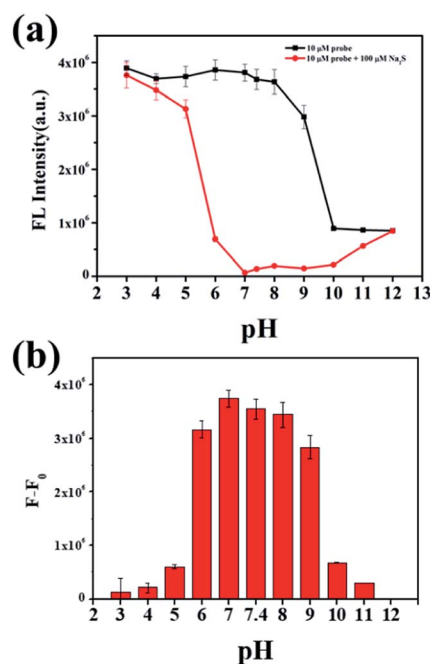 (a)
10 μM probe
10 μM probe + 100 μM Na₂S
4x10⁶
3x10⁶
2x10⁶
1x10⁶
0
FL Intensity(a.u.)
2 3 4 5 6 7 8 9 10 11 12 13
pH
(b)
4x10⁶
3x10⁶
2x10⁶
1x10⁶
0
F-F₀
2 3 4 5 6 7 7.4 8 9 10 11 12
pH